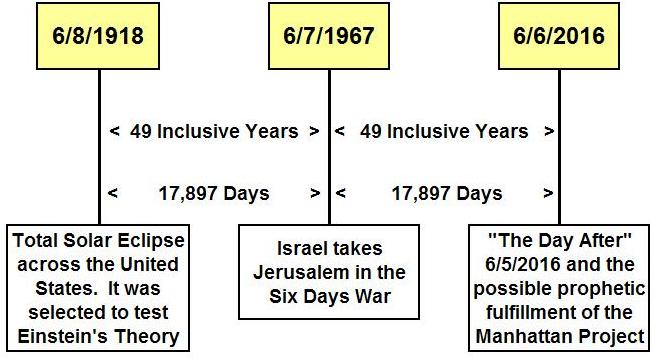 6/8/1918
6/7/1967
6/6/2016
< 49 Inclusive Years >
< 49 Inclusive Years >
< 17,897 Days >
< 17,897 Days >
Total Solar Eclipse
across the United
States. It was
selected to test
Einstein's Theory
Israel takes
Jerusalem in the
Six Days War
"The Day After"
6/5/2016 and the
possible prophetic
fulfillment of the
Manhattan Project